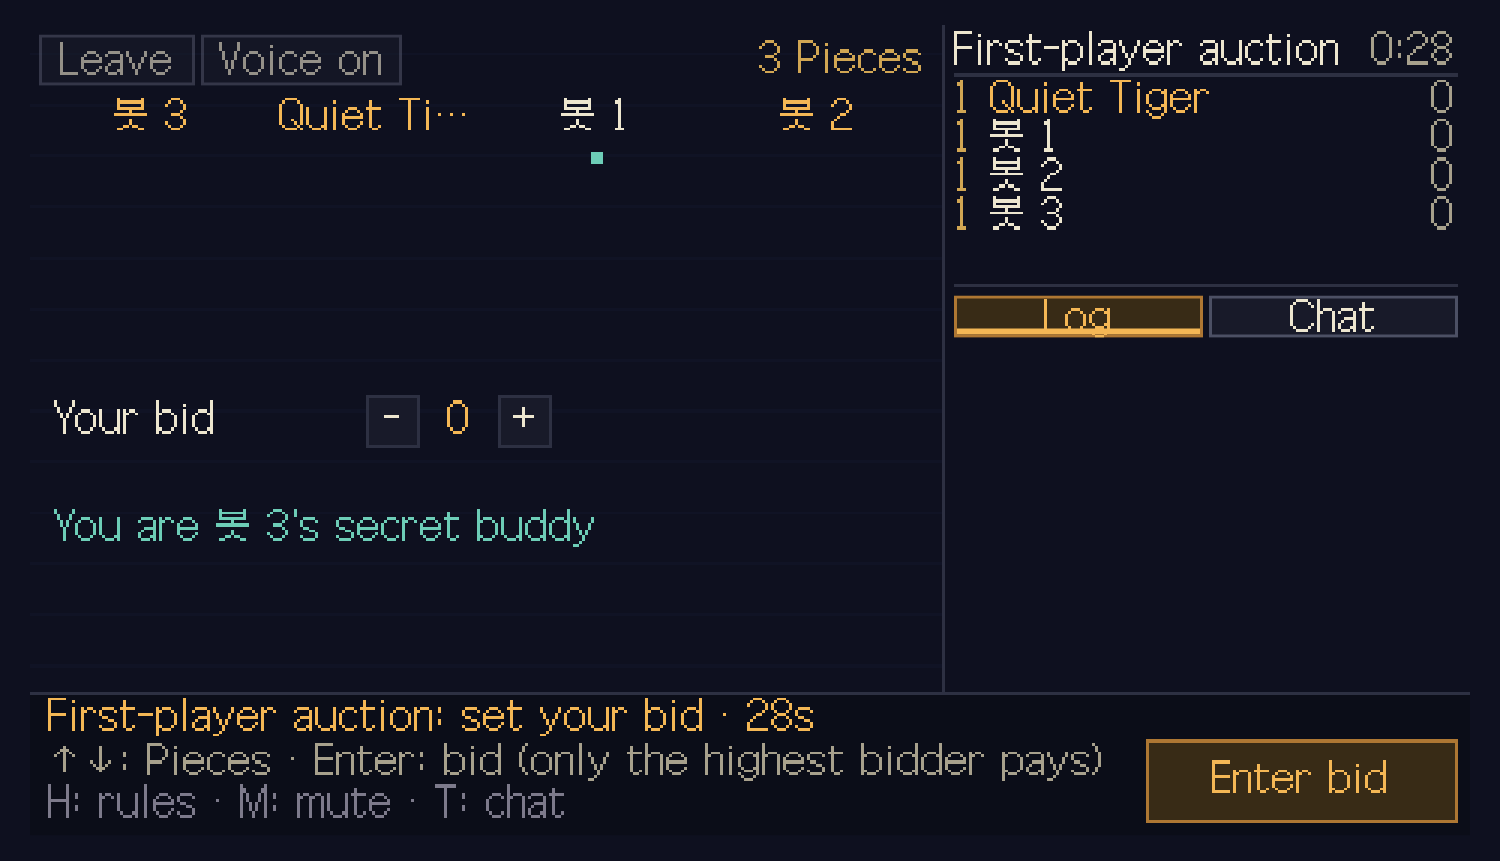 Leave Voice on 3 Pieces
봇 3 Quiet Ti··· 봇 1 봇 2
Your bid - 0 +
You are 봇 3's secret buddy
First-player auction 0:28
1 Quiet Tiger 0
1 봇 1 0
1 봇 2 0
1 봇 3 0
Log Chat
First-player auction: set your bid · 28s
↑↓: Pieces · Enter: bid (only the highest bidder pays)
H: rules · M: mute · T: chat
Enter bid